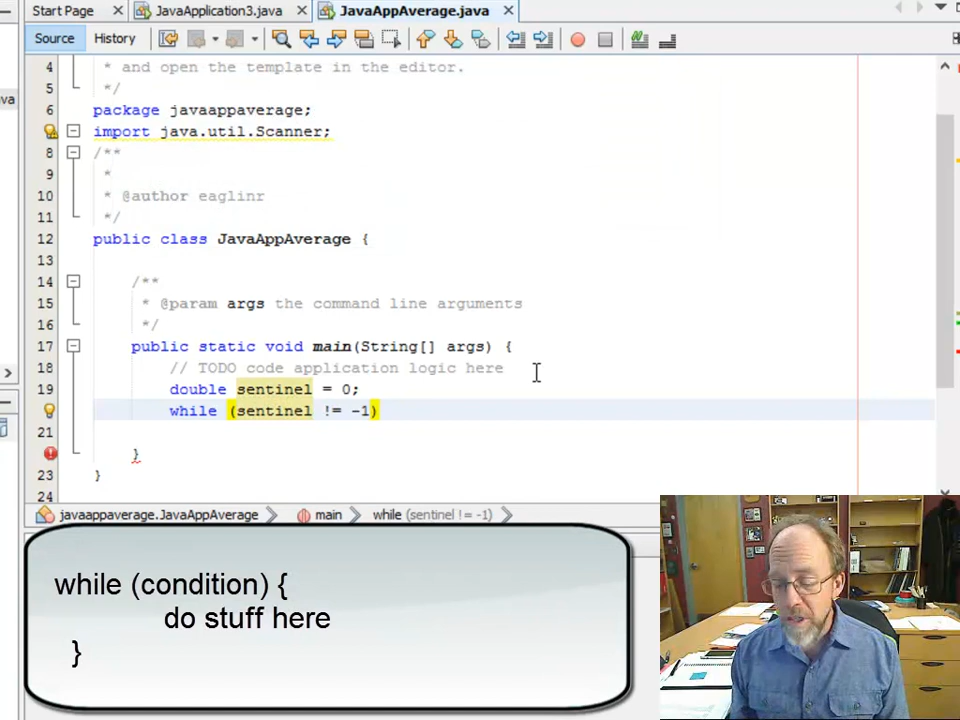 Start Page
JavaApplication3.java
JavaAppAverage.java
Source
History
4 * and open the template in the editor.
5 */
6 package javaappaverage;
import java.util.Scanner;
8 /**
9 *
10 * @author eaglinr
11 */
12 public class JavaAppAverage {
13
14 /**
15 * @param args the command line arguments
16 */
17 public static void main(String[] args) {
18 // TODO code application logic here
19 double sentinel = 0;
while (sentinel != -1)
21
}
23 }
24
va
javaappaverage.JavaAppAverage
main
while (sentinel != -1)
while (condition) {
do stuff here
}